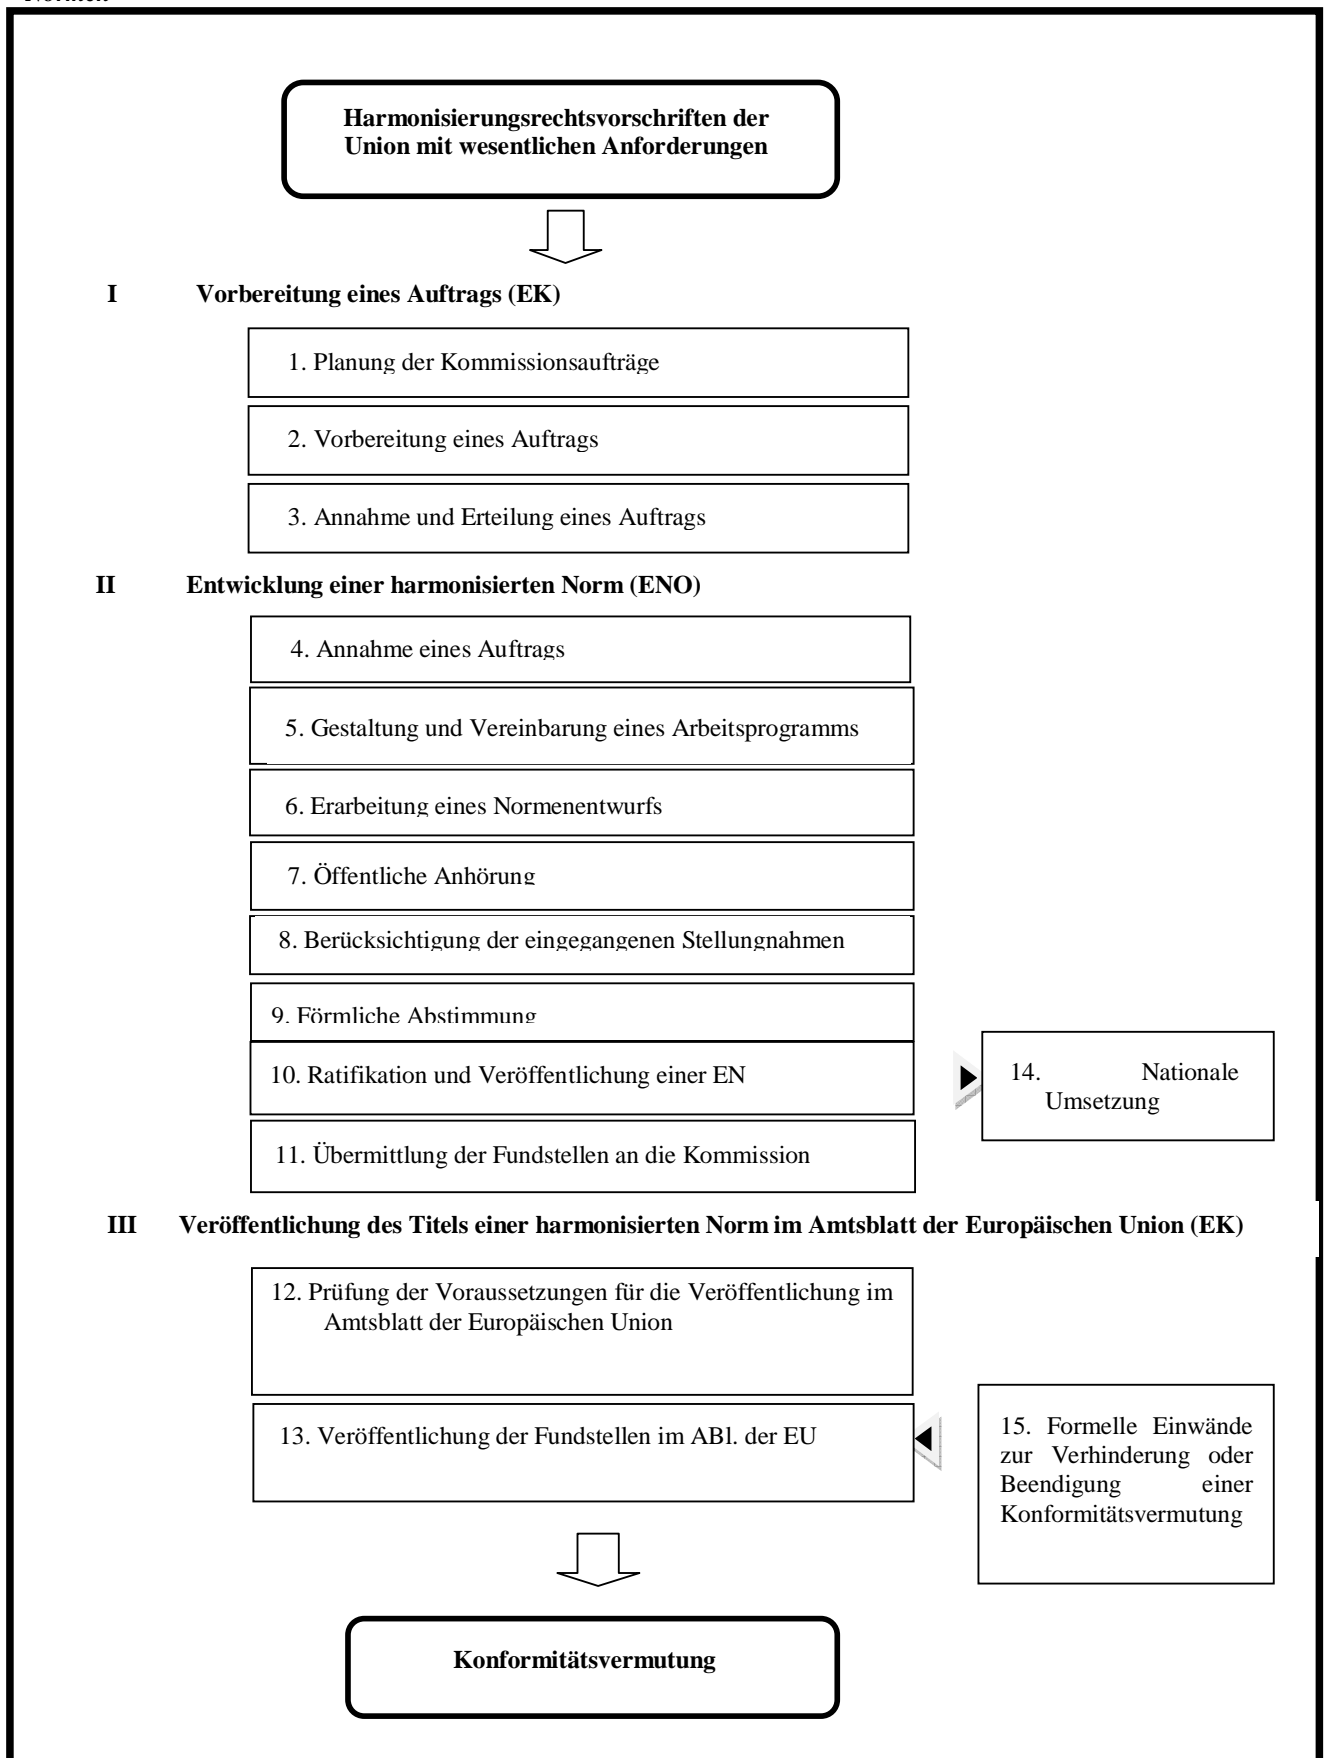 Normen
Harmonisierungsrechtsvorschriften der
Union mit wesentlichen Anforderungen
I Vorbereitung eines Auftrags (EK)
1. Planung der Kommissionsaufträge
2. Vorbereitung eines Auftrags
3. Annahme und Erteilung eines Auftrags
II Entwicklung einer harmonisierten Norm (ENO)
4. Annahme eines Auftrags
5. Gestaltung und Vereinbarung eines Arbeitsprogramms
6. Erarbeitung eines Normenentwurfs
7. Öffentliche Anhörung
8. Berücksichtigung der eingegangenen Stellungnahmen
9. Förmliche Abstimmung
10. Ratifikation und Veröffentlichung einer EN
14. Nationale
Umsetzung
11. Übermittlung der Fundstellen an die Kommission
III Veröffentlichung des Titels einer harmonisierten Norm im Amtsblatt der Europäischen Union (EK)
12. Prüfung der Voraussetzungen für die Veröffentlichung im
Amtsblatt der Europäischen Union
13. Veröffentlichung der Fundstellen im ABl. der EU
15. Formelle Einwände
zur Verhinderung oder
Beendigung einer
Konformitätsvermutung
Konformitätsvermutung